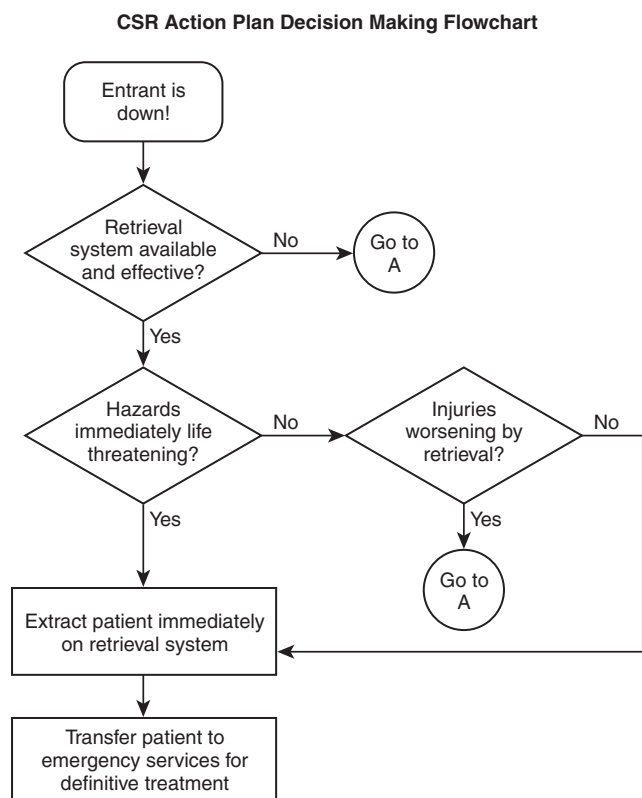 CSR Action Plan Decision Making Flowchart
Entrant is
down!
Retrieval
system available
and effective?
No
Go to
A
Yes
Hazards
immediately life
threatening?
No
Injuries
worsening by
retrieval?
No
Yes
Yes
Go to
A
Extract patient immediately
on retrieval system
Transfer patient to
emergency services for
definitive treatment